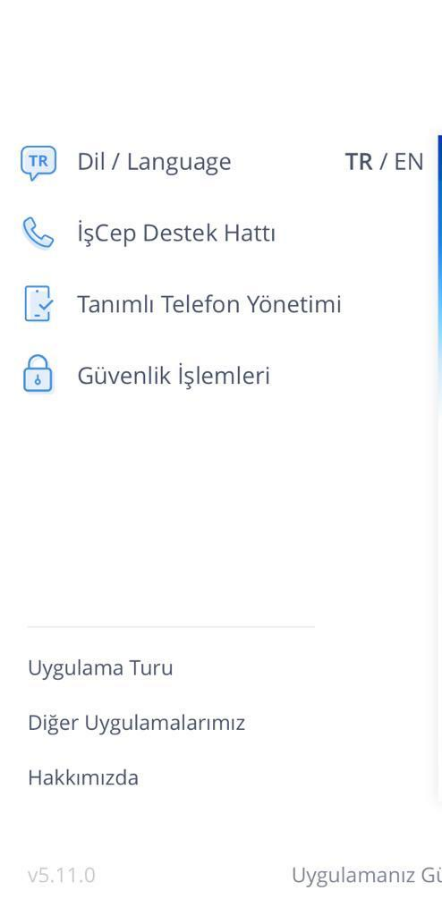 TR Dil / Language TR / EN
İşCep Destek Hattı
Tanımlı Telefon Yönetimi
Güvenlik İşlemleri
Uygulama Turu
Diğer Uygulamalarımız
Hakkımızda
v5.11.0 Uygulamanız